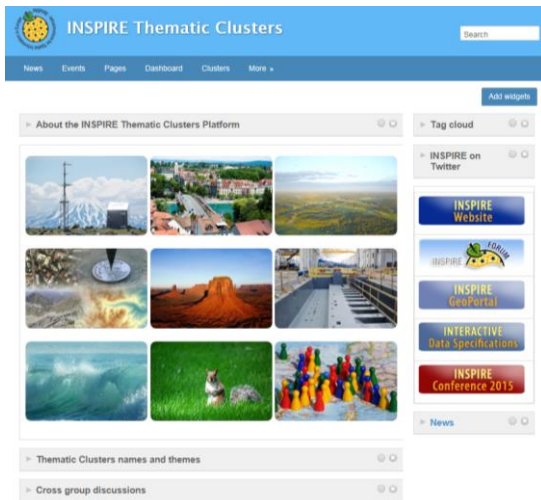 INSPIRE Thematic Clusters
Search
News Events Pages Dashboard Clusters More
Add widgets
About the INSPIRE Thematic Clusters Platform
Tag cloud
INSPIRE on
Twitter
INSPIRE
Website
INSPIRE FORUM
INSPIRE
GeoPortal
INTERACTIVE
Data Specifications
INSPIRE
Conference 2015
News
Thematic Clusters names and themes
Cross group discussions